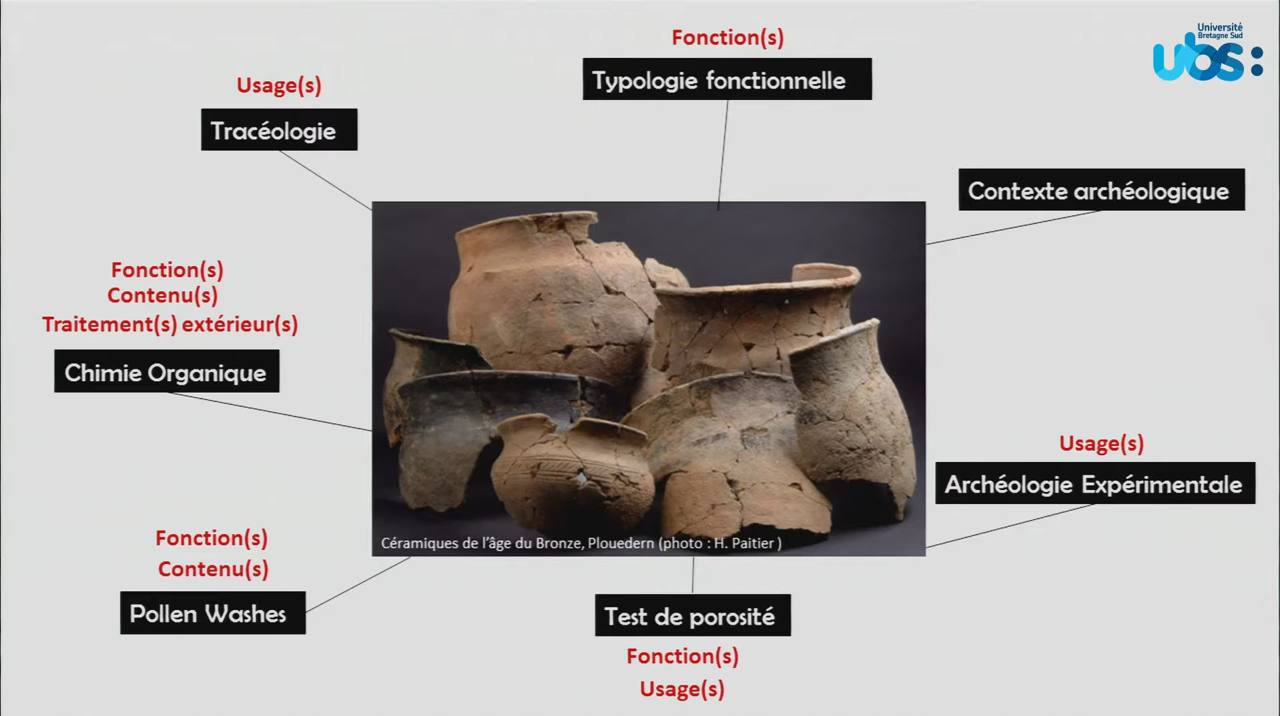 Université
Bretagne Sud
ubs:
Fonction(s)
Typologie fonctionnelle
Usage(s)
Tracéologie
Contexte archéologique
Fonction(s)
Contenu(s)
Traitement(s) extérieur(s)
Chimie Organique
Usage(s)
Archéologie Expérimentale
Céramiques de l'âge du Bronze, Plouedern (photo : H. Paitier )
Fonction(s)
Contenu(s)
Pollen Washes
Test de porosité
Fonction(s)
Usage(s)